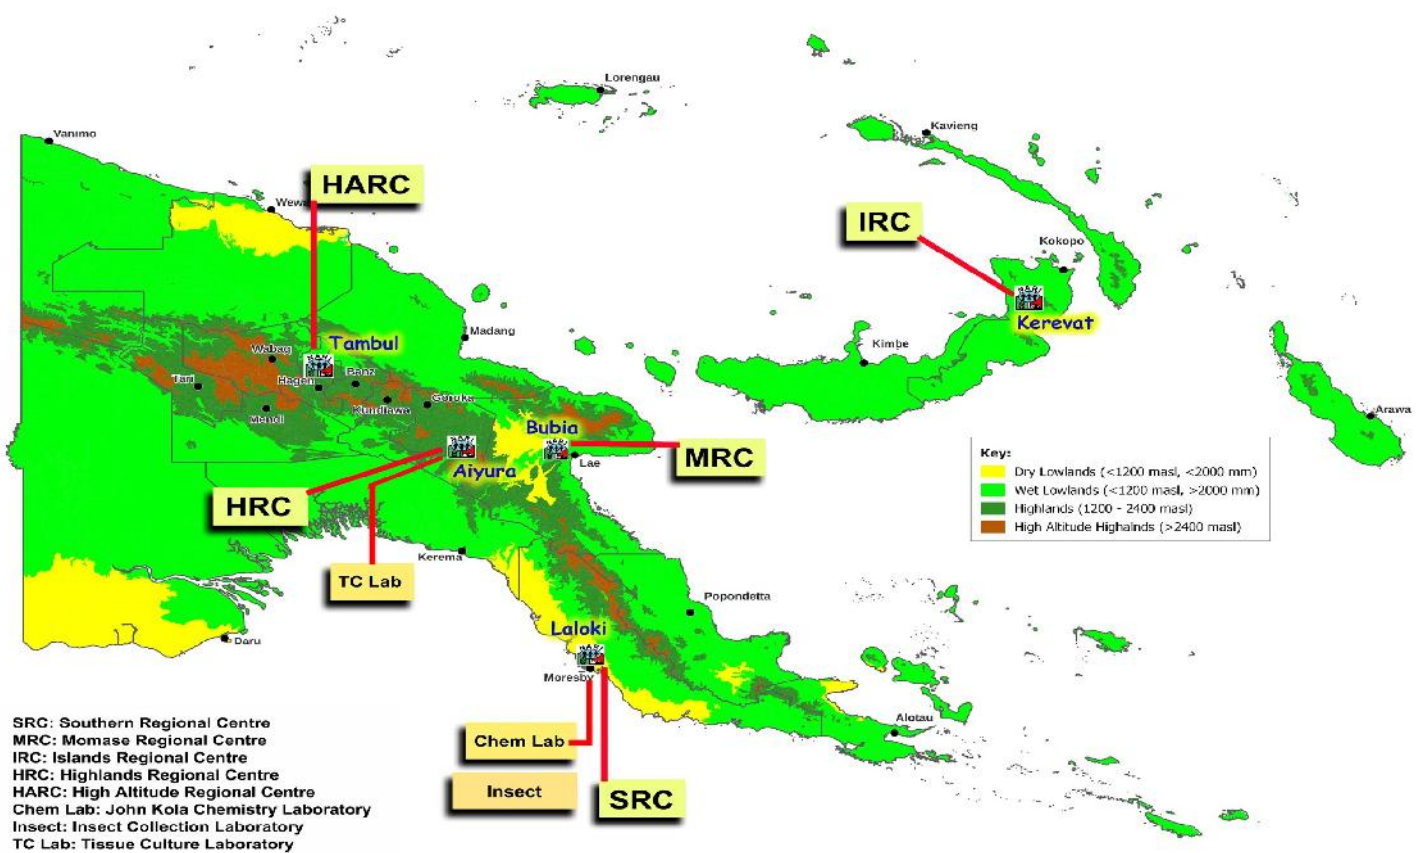 Lorengau
Kavieng
Vanimo
HARC
Wewa
IRC
Kokopo
Kerevat
Madang
Tambul
Wabag
Kimbe
Banz
Tari
Hagen
Kundiawa
Goroka
Mendi
Arawa
Bubia
MRC
Lae
Aiyura
HRC
Key:
Dry Lowlands (<1200 masl, <2000 mm)
Wet Lowlands (<1200 masl, >2000 mm)
Highlands (1200 - 2400 masl)
High Altitude Highalnds (>2400 masl)
Kerema
TC Lab
Popondetta
Laloki
Daru
Moresby
Alotau
Chem Lab
Insect
SRC
SRC: Southern Regional Centre
MRC: Momase Regional Centre
IRC: Islands Regional Centre
HRC: Highlands Regional Centre
HARC: High Altitude Regional Centre
Chem Lab: John Kola Chemistry Laboratory
Insect: Insect Collection Laboratory
TC Lab: Tissue Culture Laboratory